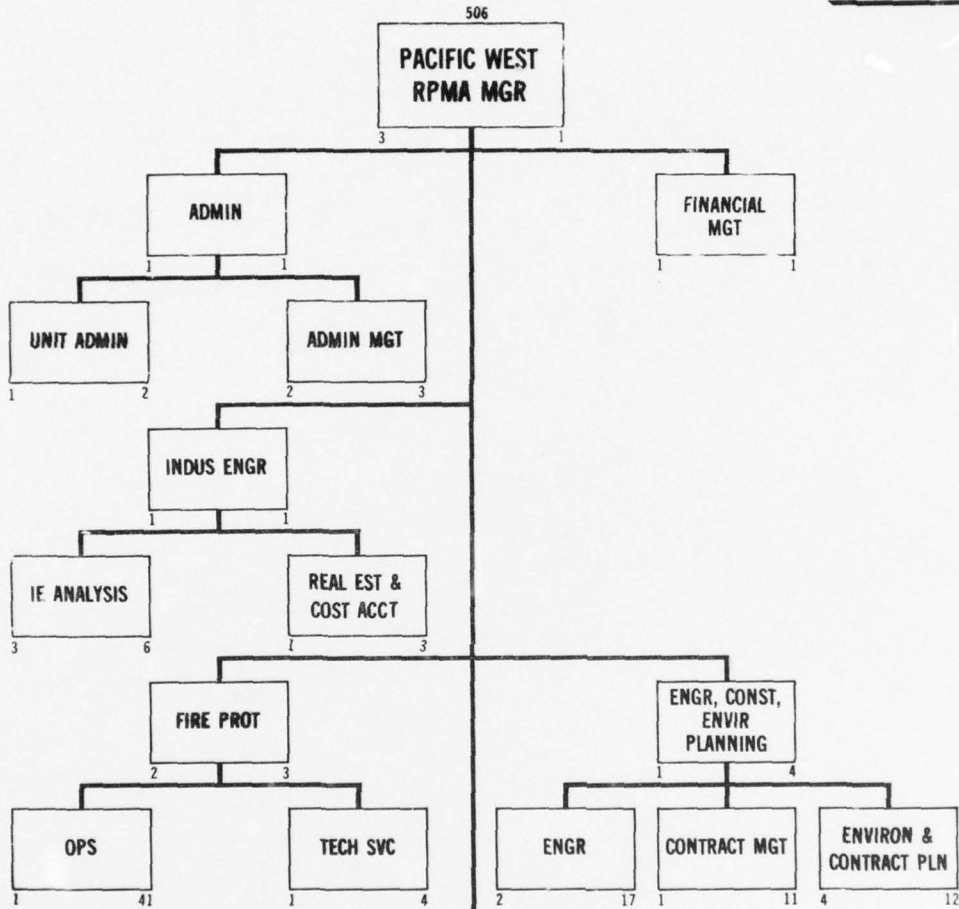 506
PACIFIC WEST
RPMA MGR
3 1
ADMIN
1 1
FINANCIAL
MGT
1 1
UNIT ADMIN
1 2
ADMIN MGT
2 3
INDUS ENGR
1 1
IE ANALYSIS
3 6
REAL EST &
COST ACCT
1 3
FIRE PROT
2 3
ENGR, CONST,
ENVIR
PLANNING
1 4
OPS
1 41
TECH SVC
1 4
ENGR
2 17
CONTRACT MGT
1 11
ENVIRON &
CONTRACT PLN
4 12